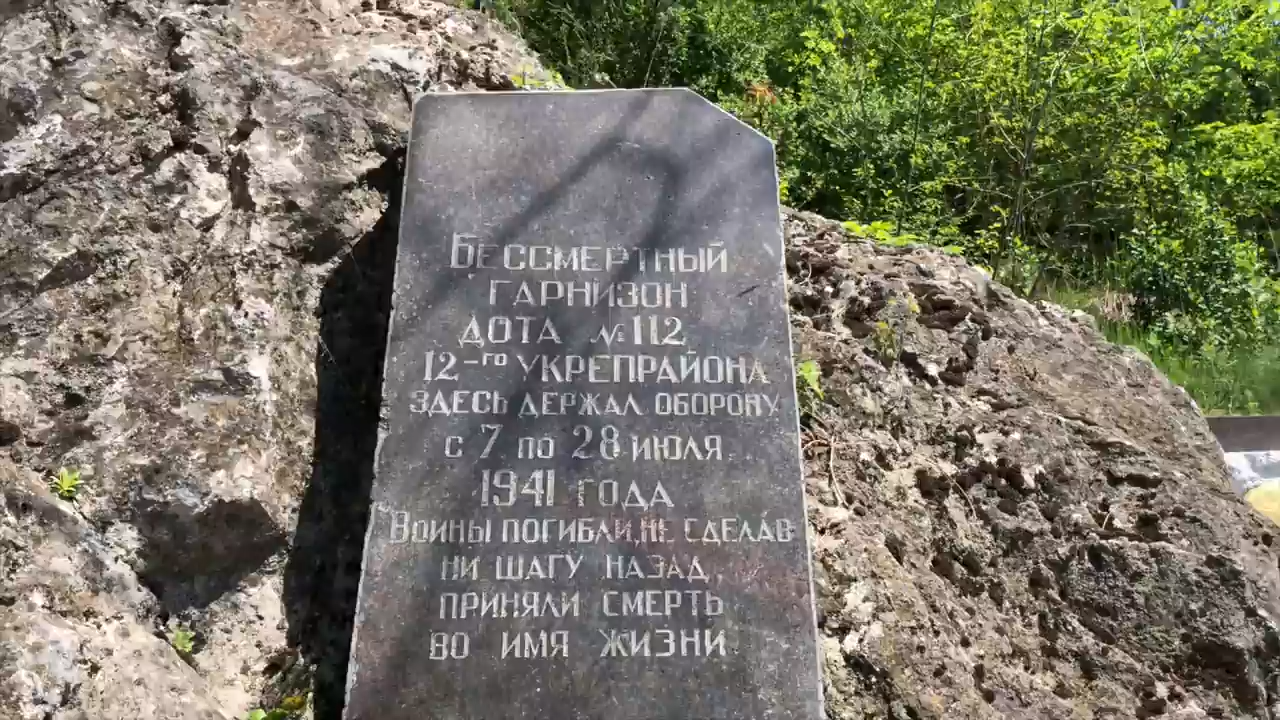 Бессмертный
гарнизон
дота №112
12-го укрепрайона
здесь держал оборону
с 7 по 28 июля
1941 года
Воины погибли, не сделав
ни шагу назад,
приняли смерть
во имя жизни